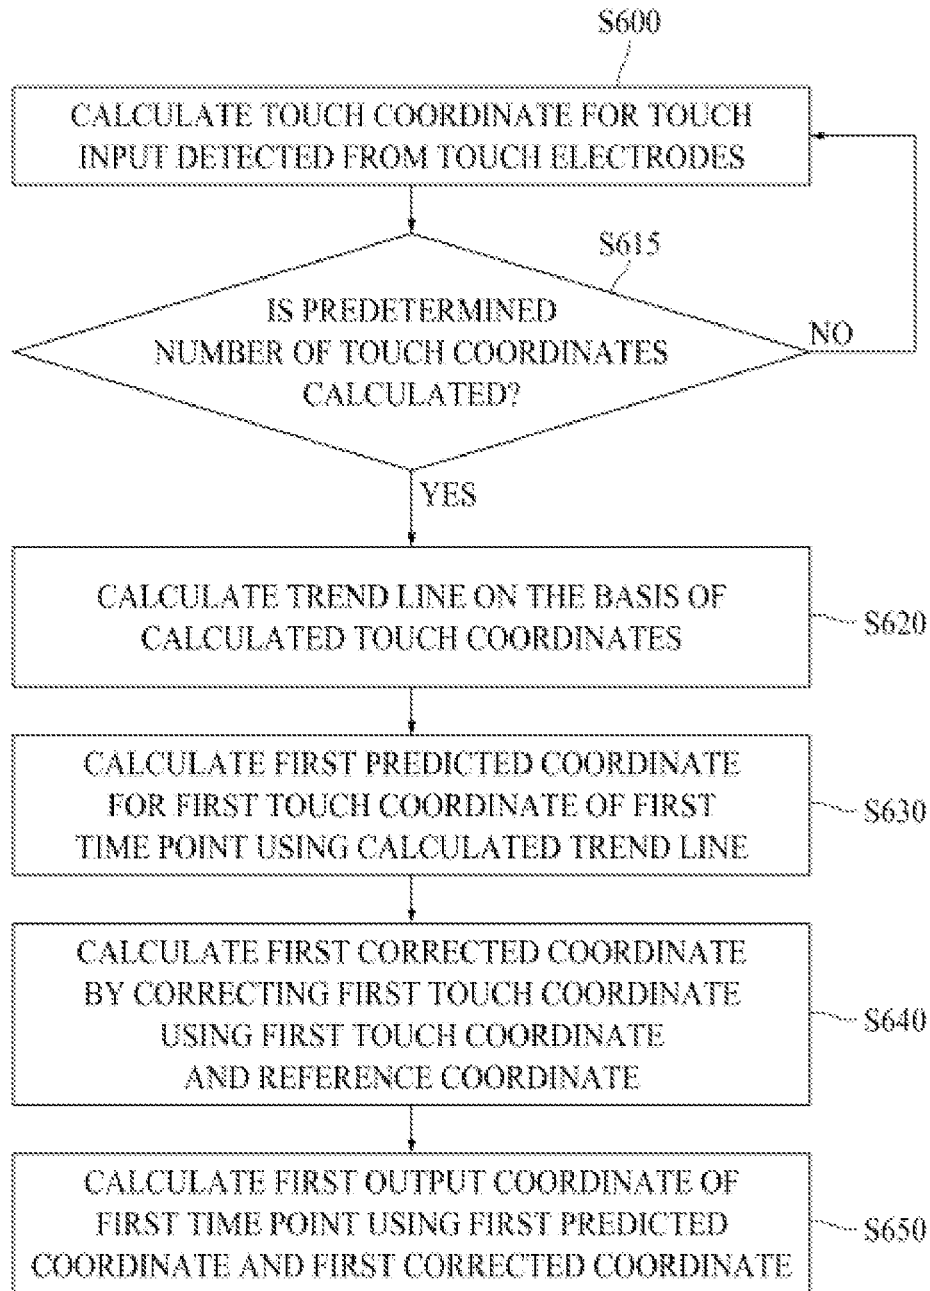 S600
CALCULATE TOUCH COORDINATE FOR TOUCH
INPUT DETECTED FROM TOUCH ELECTRODES
S615
IS PREDETERMINED
NUMBER OF TOUCH COORDINATES
CALCULATED?
NO
YES
CALCULATE TREND LINE ON THE BASIS OF
CALCULATED TOUCH COORDINATES
S620
CALCULATE FIRST PREDICTED COORDINATE
FOR FIRST TOUCH COORDINATE OF FIRST
TIME POINT USING CALCULATED TREND LINE
S630
CALCULATE FIRST CORRECTED COORDINATE
BY CORRECTING FIRST TOUCH COORDINATE
USING FIRST TOUCH COORDINATE
AND REFERENCE COORDINATE
S640
CALCULATE FIRST OUTPUT COORDINATE OF
FIRST TIME POINT USING FIRST PREDICTED
COORDINATE AND FIRST CORRECTED COORDINATE
S650